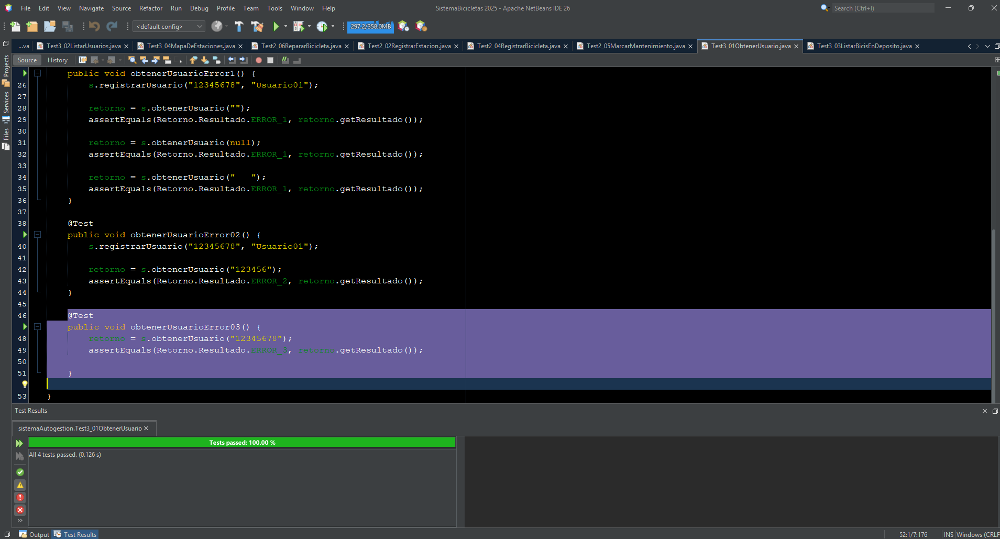 File Edit View Navigate Source Refactor Run Debug Profile Team Tools Window Help SistemaBicicletas 2025 - Apache NetBeans IDE 26 Search (Ctrl+I)
<default config> 297.2/358.0MB
...va Test3_02ListarUsuarios.java Test3_04MapaDeEstaciones.java Test2_06RepararBicicleta.java Test2_02RegistrarEstacion.java Test2_04RegistrarBicicleta.java Test2_05MarcarMantenimiento.java Test3_01ObtenerUsuario.java Test3_03ListarBicisEnDeposito.java
Source History
Projects
Services
Files
public void obtenerUsuarioError1() {
26 s.registrarUsuario("12345678", "Usuario01");
27
28 retorno = s.obtenerUsuario("");
29 assertEquals(Retorno.Resultado.ERROR_1, retorno.getResultado());
30
31 retorno = s.obtenerUsuario(null);
32 assertEquals(Retorno.Resultado.ERROR_1, retorno.getResultado());
33
34 retorno = s.obtenerUsuario("   ");
35 assertEquals(Retorno.Resultado.ERROR_1, retorno.getResultado());
36 }
37
38 @Test
public void obtenerUsuarioError02() {
40 s.registrarUsuario("12345678", "Usuario01");
41
42 retorno = s.obtenerUsuario("123456");
43 assertEquals(Retorno.Resultado.ERROR_2, retorno.getResultado());
44 }
45
46 @Test
public void obtenerUsuarioError03() {
48 retorno = s.obtenerUsuario("12345678");
49 assertEquals(Retorno.Resultado.ERROR_3, retorno.getResultado());
50
51 }
53 }
Test Results
sistemaAutogestion.Test3_01ObtenerUsuario
Tests passed: 100.00 %
All 4 tests passed. (0.126 s)
Output Test Results 52:1/7:176 INS Windows (CRLF